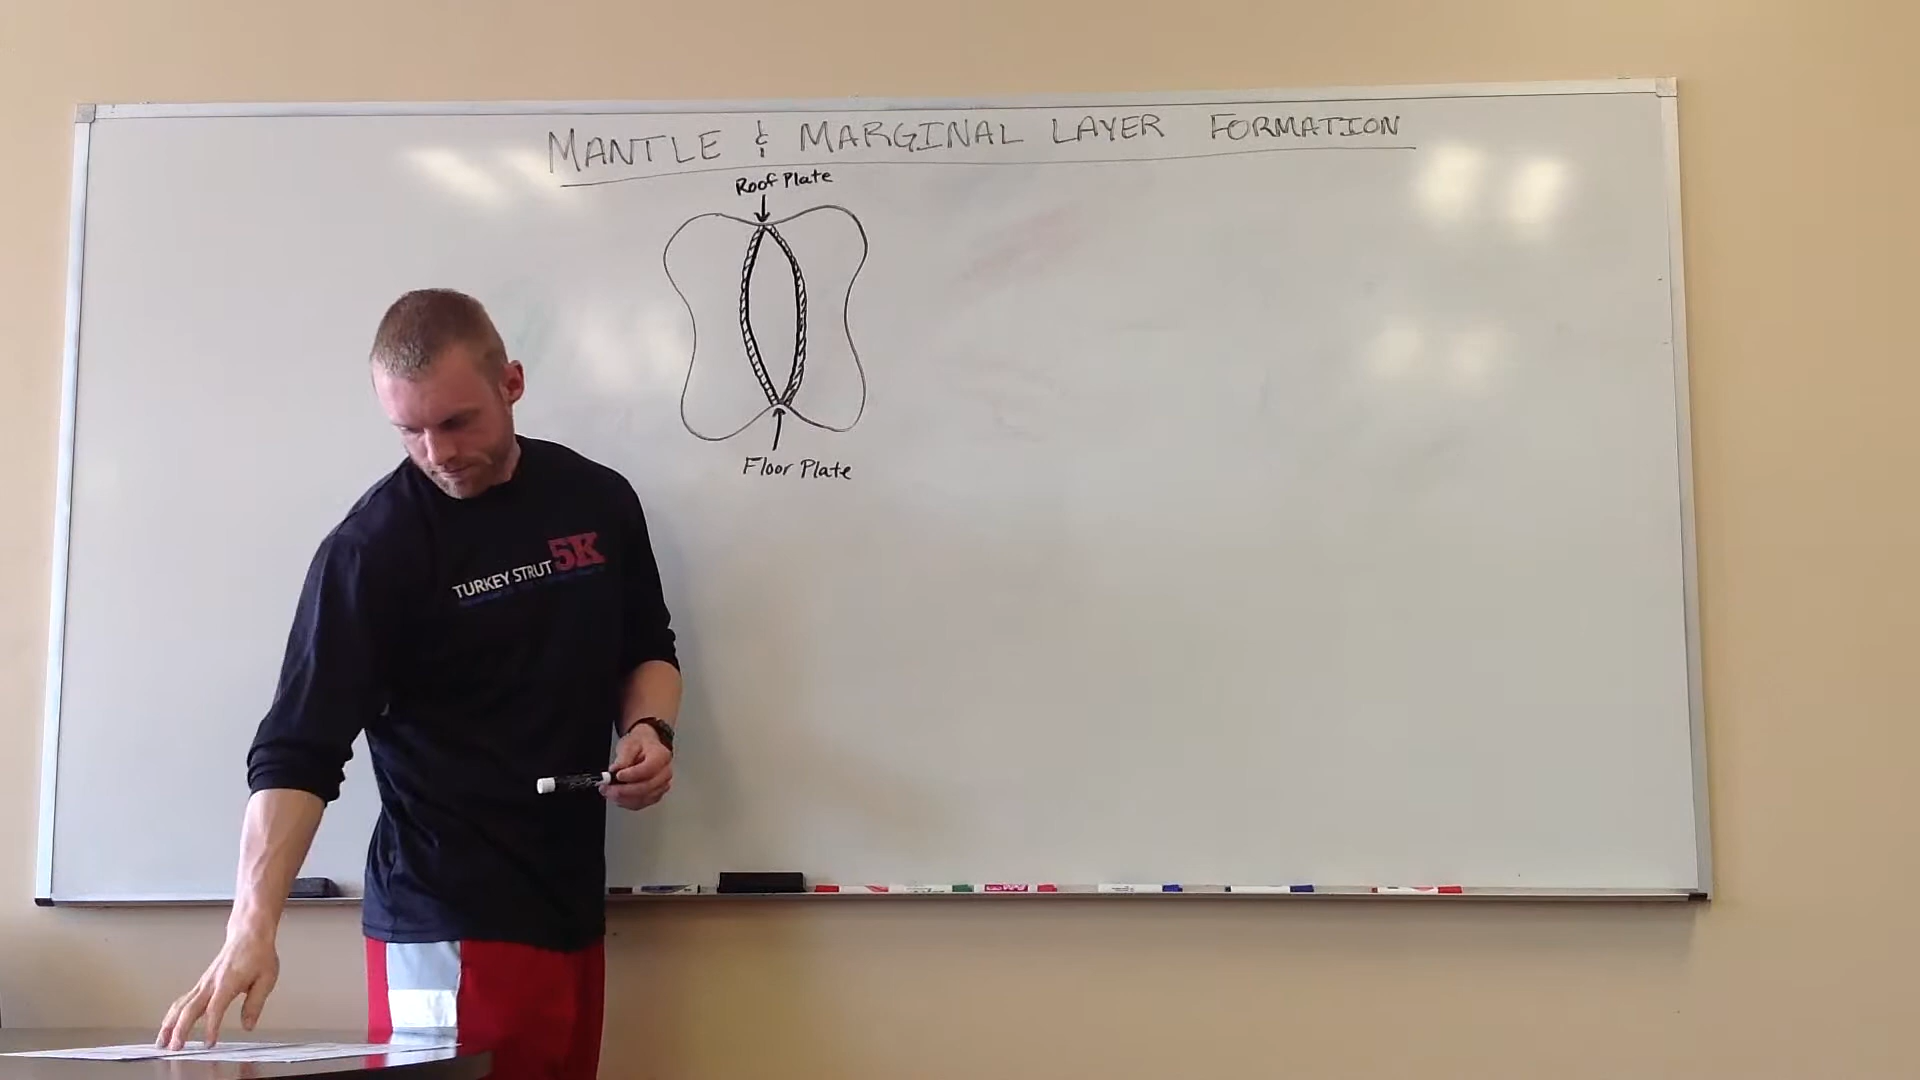 MANTLE & MARGINAL LAYER FORMATION
Roof Plate
Floor Plate
TURKEY STRUT 5K